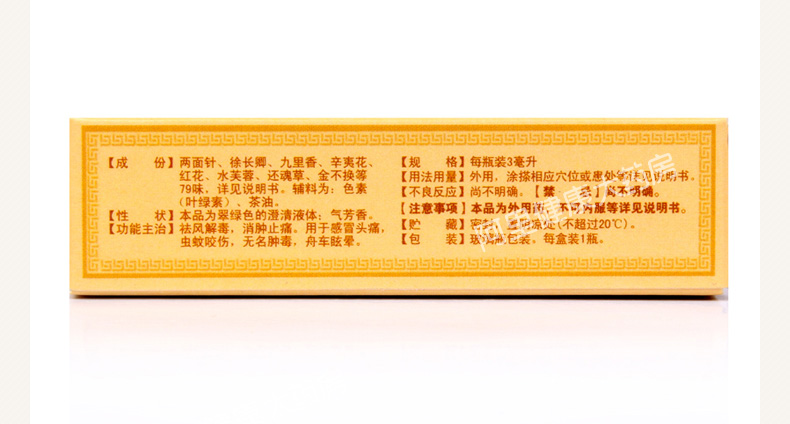 【成　份】两面针、徐长卿、九里香、辛夷花、
红花、水芙蓉、还魂草、金不换等
79味，详见说明书。辅料为：色素
（叶绿素）、茶油。
【性　状】本品为翠绿色的澄清液体；气芳香。
【功能主治】祛风解毒，消肿止痛。用于感冒头痛，
虫蚊咬伤，无名肿毒，舟车眩晕。
【规　格】每瓶装3毫升
【用法用量】外用，涂搽相应穴位或患处等详见说明书。
【不良反应】尚不明确。【禁　忌】尚不明确。
【注意事项】本品为外用药，不可内服等详见说明书。
【贮　藏】密封，置阴凉处(不超过20℃)。
【包　装】玻璃瓶包装，每盒装1瓶。
阿里健康大药房